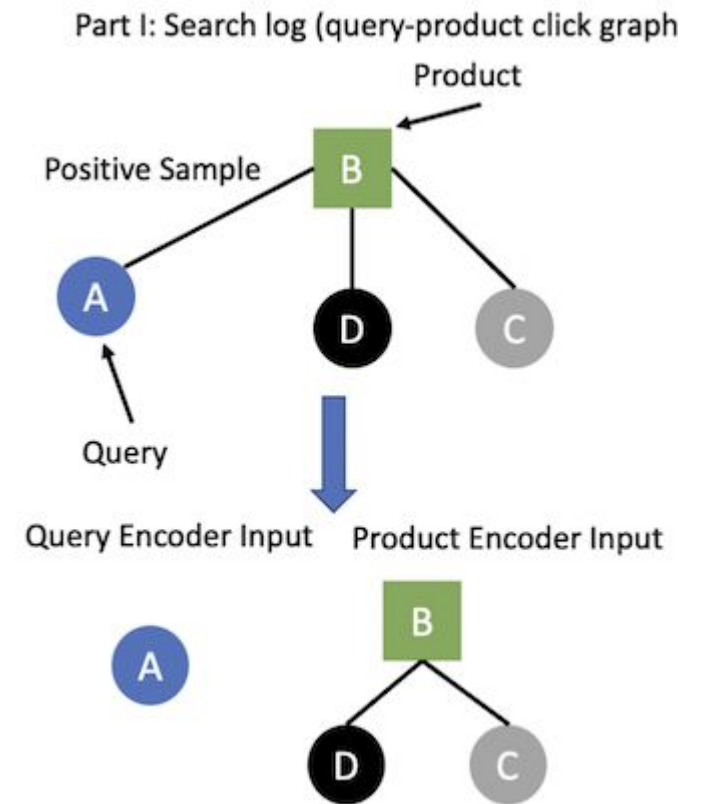 Part I: Search log (query-product click graph
Product
Positive Sample
B
A
D
C
Query
Query Encoder Input
Product Encoder Input
B
A
D
C